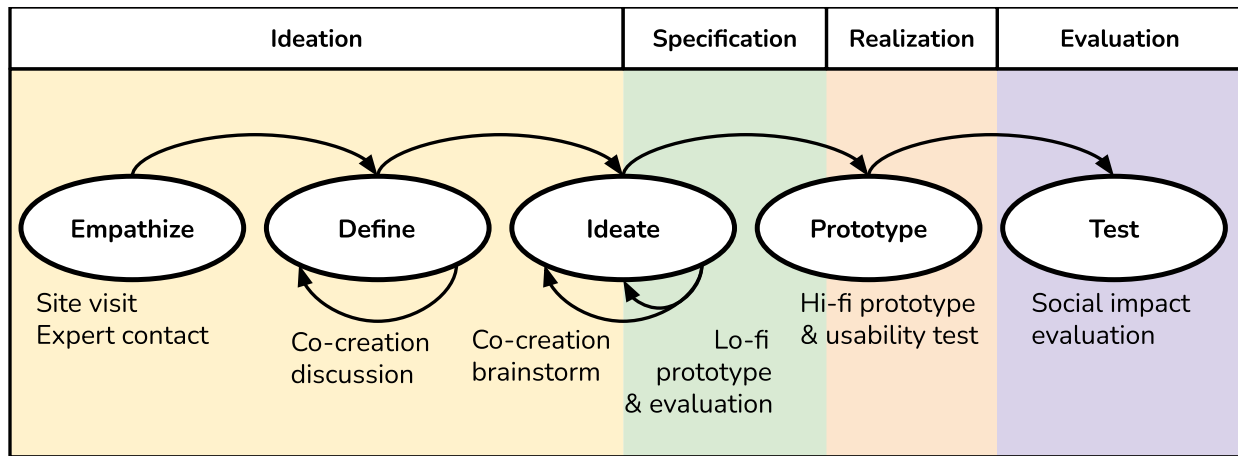 Ideation
Specification
Realization
Evaluation
Empathize
Define
Ideate
Prototype
Test
Site visit
Expert contact
Co-creation
discussion
Co-creation
brainstorm
Lo-fi
prototype
& evaluation
Hi-fi prototype
& usability test
Social impact
evaluation